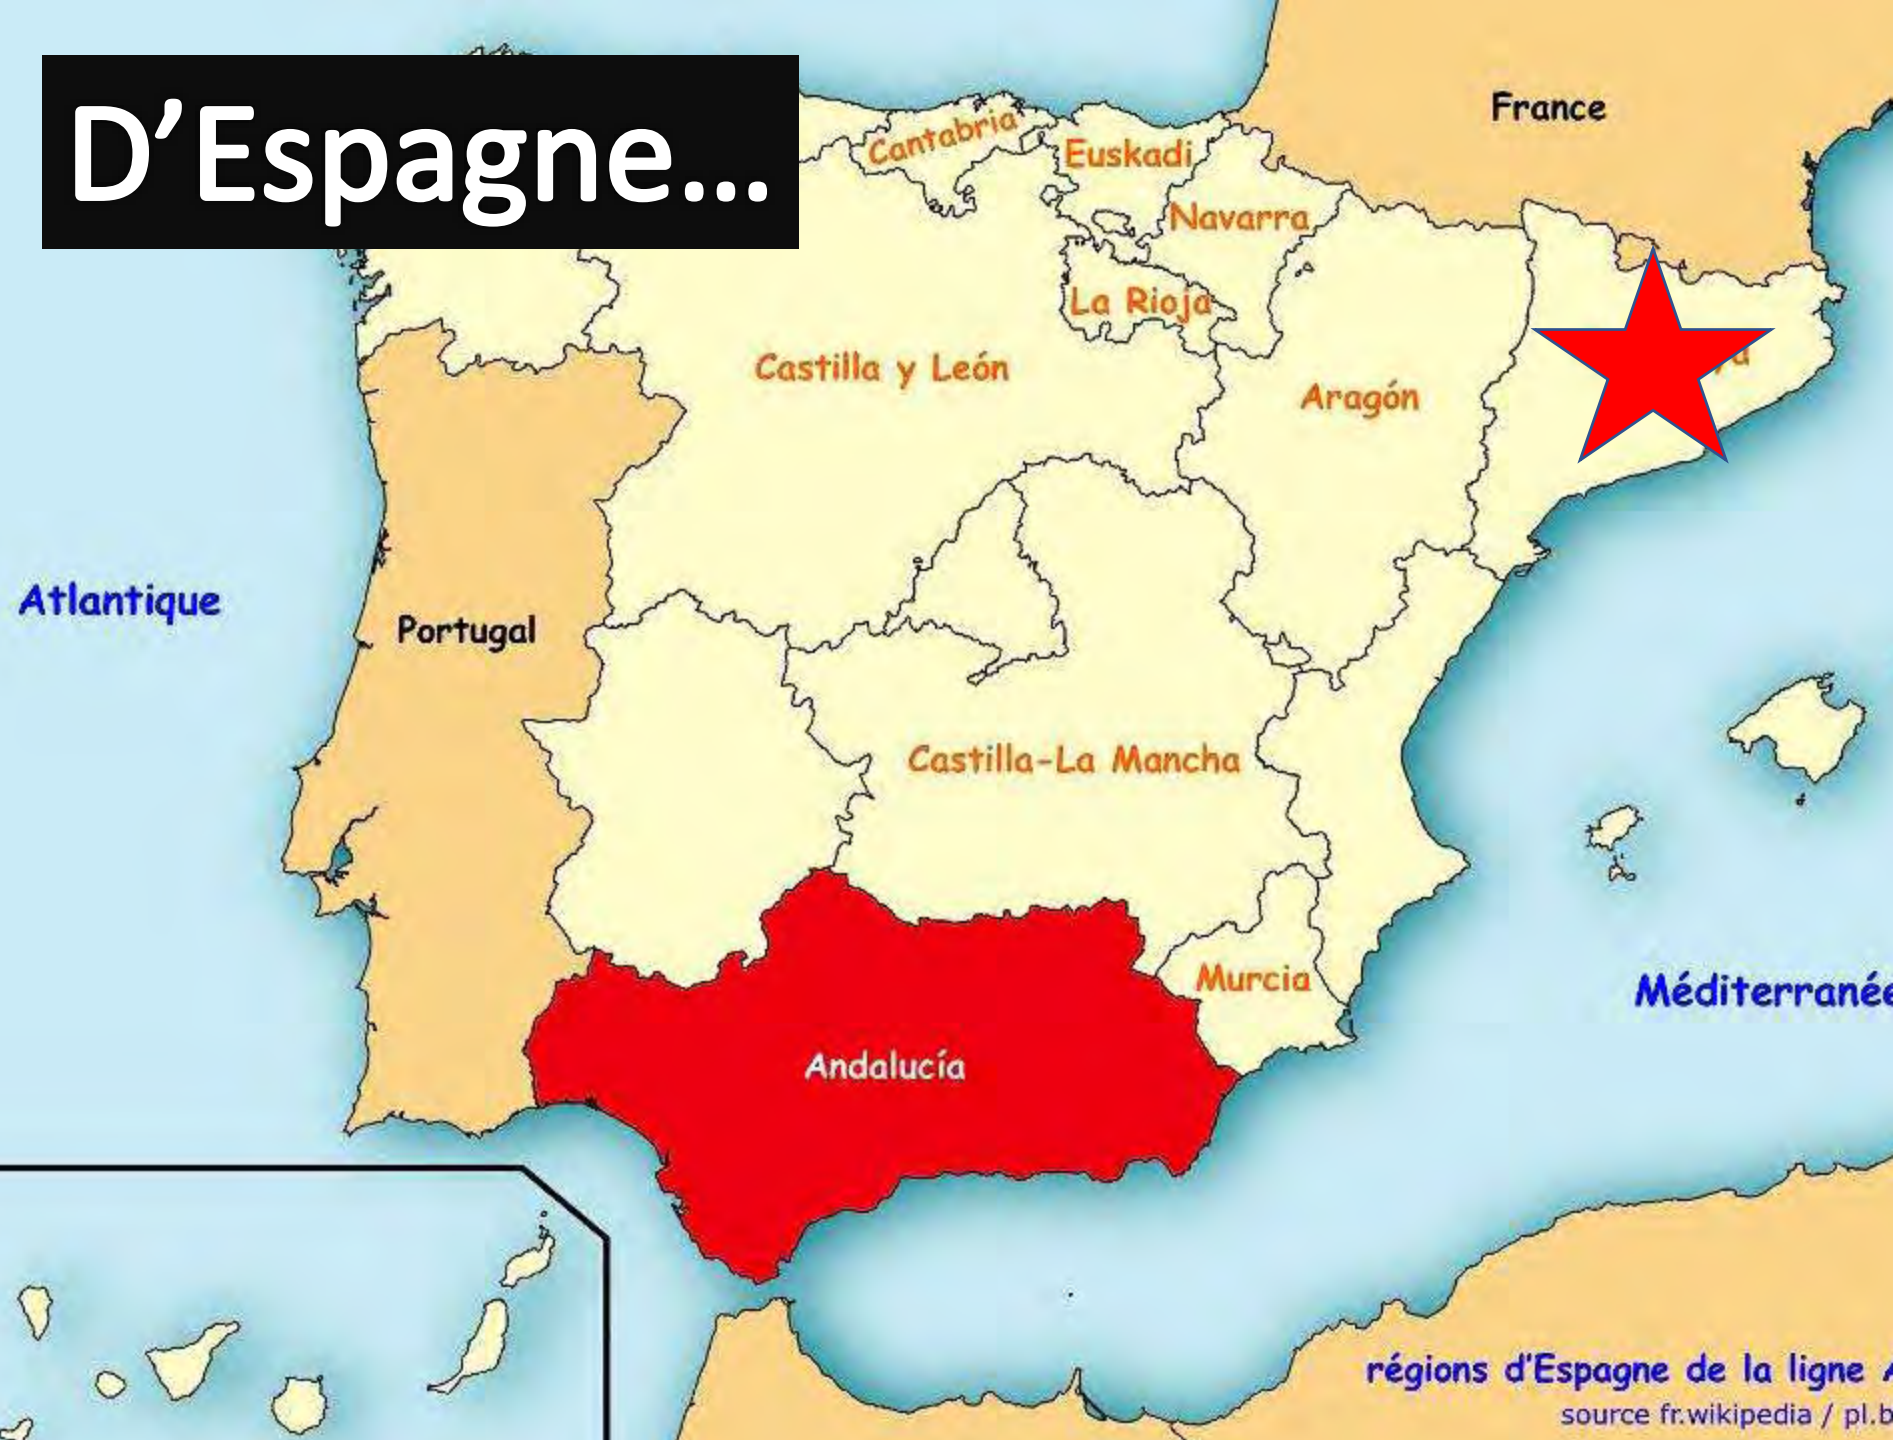 D'Espagne...
France
Cantabria
Euskadi
Navarra
La Rioja
Castilla y León
Aragón
Atlantique
Portugal
Castilla-La Mancha
Murcia
Méditerranée
Andalucía
régions d'Espagne de la ligne
source fr.wikipedia /